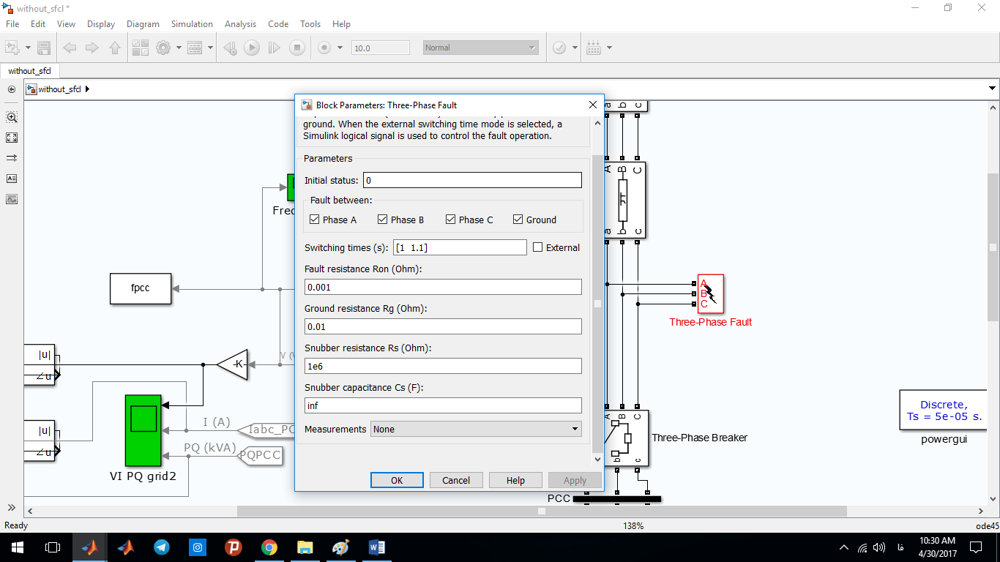 without_sfcl *
File Edit View Display Diagram Simulation Analysis Code Tools Help
10.0
Normal
without_sfcl
without_sfcl
Block Parameters: Three-Phase Fault
ground. When the external switching time mode is selected, a
Simulink logical signal is used to control the fault operation.
Parameters
Initial status: 0
Fault between:
Phase A Phase B Phase C Ground
Switching times (s): [1 1.1] External
Fault resistance Ron (Ohm):
0.001
Ground resistance Rg (Ohm):
0.01
Snubber resistance Rs (Ohm):
1e6
Snubber capacitance Cs (F):
inf
Measurements None
OK Cancel Help Apply
Freq
fpcc
|u|
∠u
-K-
V (V
|u|
∠u
I (A)
Iabc_PC
PQ (kVA)
PQPCC
VI PQ grid2
a b c
A B C
a b c
A
B
C
Three-Phase Fault
A B C
b c
Three-Phase Breaker
PCC
Discrete,
Ts = 5e-05 s.
powergui
Ready
138%
ode45
فا
10:30 AM
4/30/2017